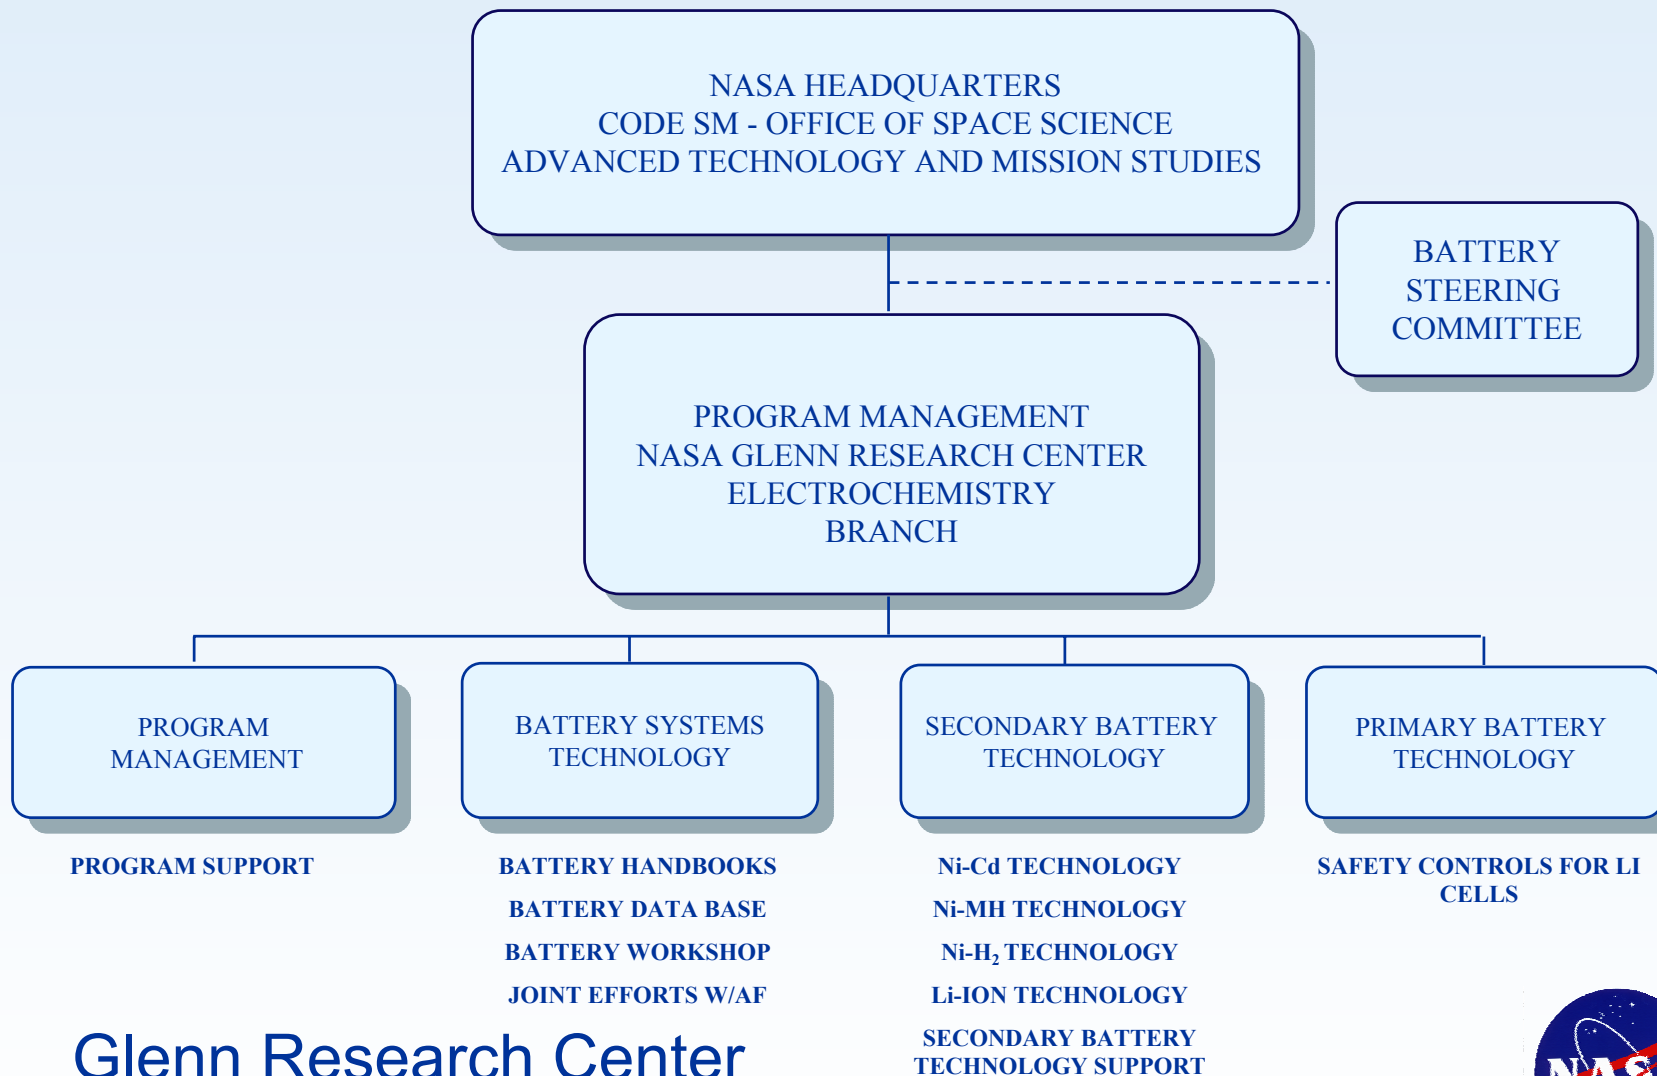 NASA HEADQUARTERS
CODE SM - OFFICE OF SPACE SCIENCE
ADVANCED TECHNOLOGY AND MISSION STUDIES
BATTERY
STEERING
COMMITTEE
PROGRAM MANAGEMENT
NASA GLENN RESEARCH CENTER
ELECTROCHEMISTRY
BRANCH
PROGRAM
MANAGEMENT
BATTERY SYSTEMS
TECHNOLOGY
SECONDARY BATTERY
TECHNOLOGY
PRIMARY BATTERY
TECHNOLOGY
PROGRAM SUPPORT
BATTERY HANDBOOKS
BATTERY DATA BASE
BATTERY WORKSHOP
JOINT EFFORTS W/AF
Ni-Cd TECHNOLOGY
Ni-MH TECHNOLOGY
Ni-H₂ TECHNOLOGY
Li-ION TECHNOLOGY
SECONDARY BATTERY
TECHNOLOGY SUPPORT
SAFETY CONTROLS FOR LI
CELLS
Glenn Research Center
NASA